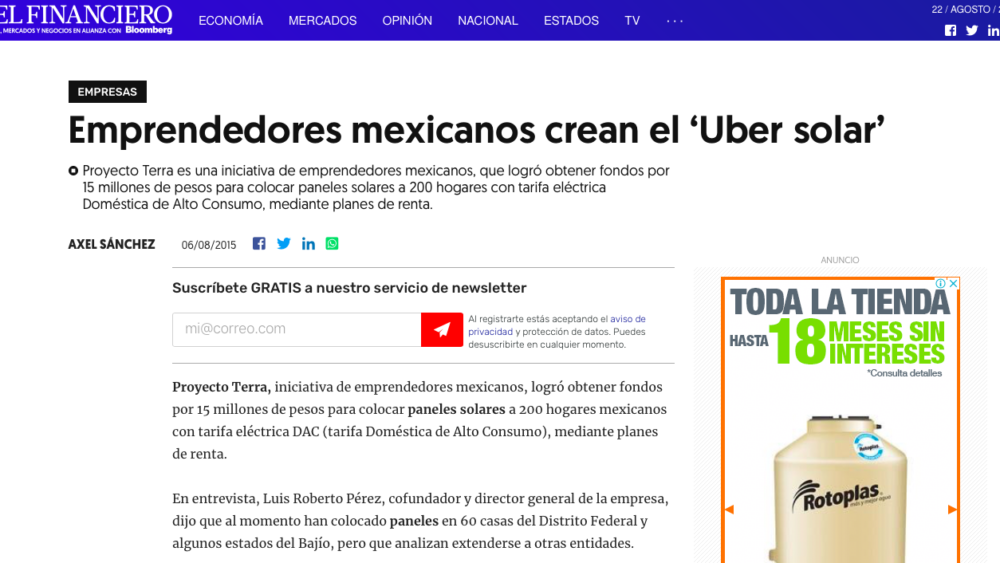 EL FINANCIERO
ECONOMÍA MERCADOS OPINIÓN NACIONAL ESTADOS TV ···
22 / AGOSTO /
, MERCADOS Y NEGOCIOS EN ALIANZA CON Bloomberg
EMPRESAS
Emprendedores mexicanos crean el ‘Uber solar’
Proyecto Terra es una iniciativa de emprendedores mexicanos, que logró obtener fondos por
15 millones de pesos para colocar paneles solares a 200 hogares con tarifa eléctrica
Doméstica de Alto Consumo, mediante planes de renta.
AXEL SÁNCHEZ 06/08/2015
Suscríbete GRATIS a nuestro servicio de newsletter
mi@correo.com
Al registrarte estás aceptando el aviso de
privacidad y protección de datos. Puedes
desuscribirte en cualquier momento.
Proyecto Terra, iniciativa de emprendedores mexicanos, logró obtener fondos
por 15 millones de pesos para colocar paneles solares a 200 hogares mexicanos
con tarifa eléctrica DAC (tarifa Doméstica de Alto Consumo), mediante planes
de renta.
En entrevista, Luis Roberto Pérez, cofundador y director general de la empresa,
dijo que al momento han colocado paneles en 60 casas del Distrito Federal y
algunos estados del Bajío, pero que analizan extenderse a otras entidades.
ANUNCIO
TODA LA TIENDA
HASTA 18 MESES SIN
INTERESES
*Consulta detalles
Rotoplas
Rotoplas
más y mejor agua